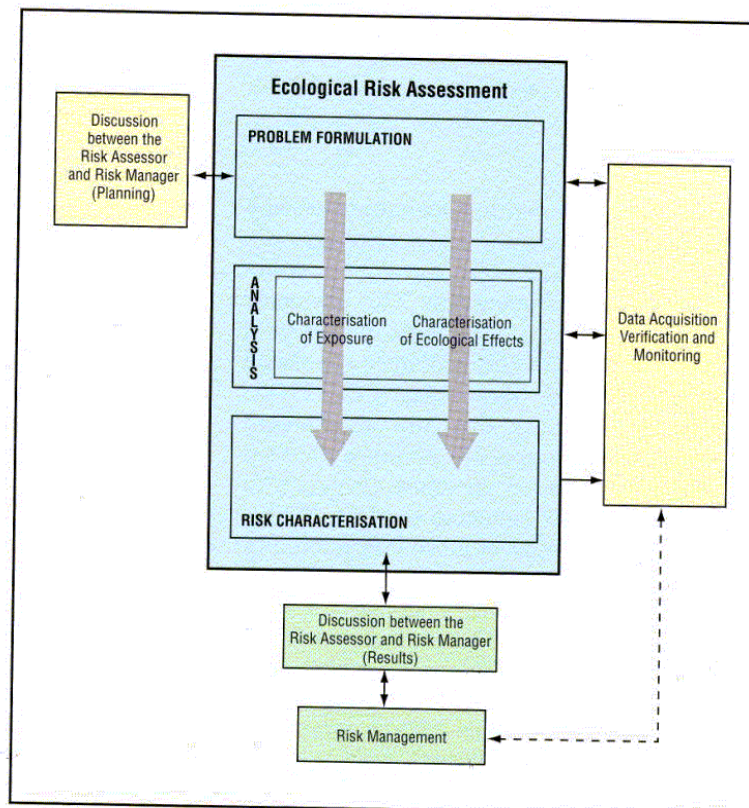 Ecological Risk Assessment
Discussion
between the
Risk Assessor
and Risk Manager
(Planning)
PROBLEM FORMULATION
ANALYSIS
Characterisation
of Exposure
Characterisation
of Ecological Effects
Data Acquisition
Verification and
Monitoring
RISK CHARACTERISATION
Discussion between the
Risk Assessor and Risk Manager
(Results)
Risk Management